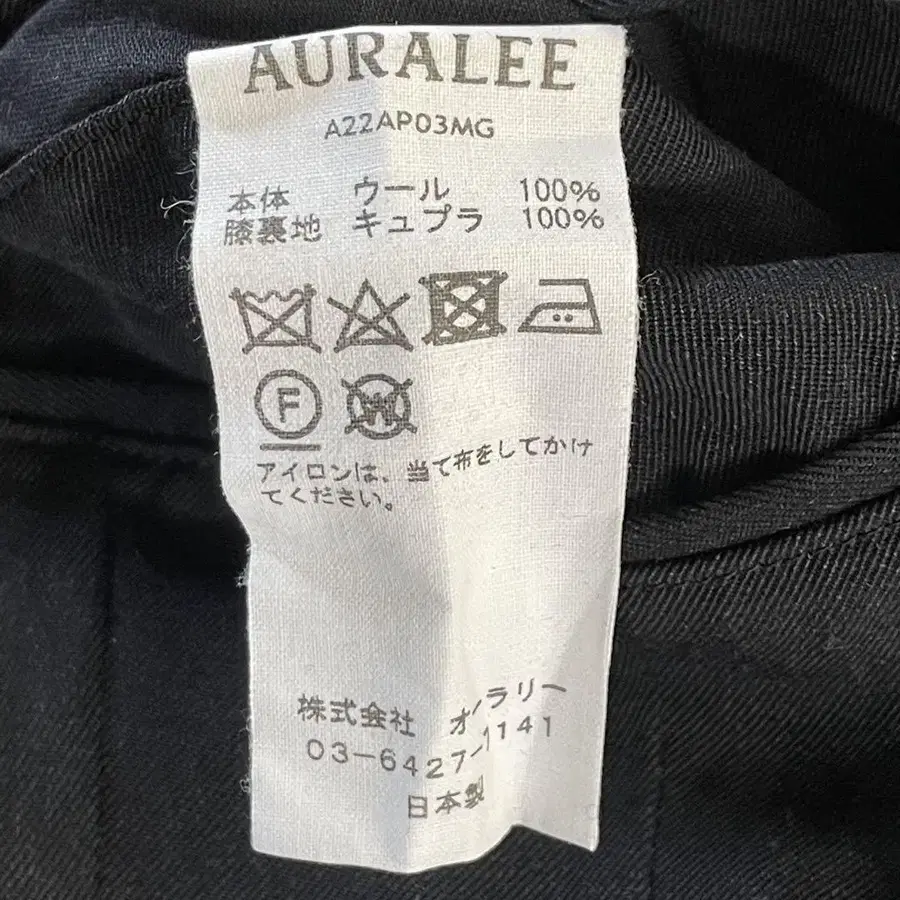 AURALEE
A22AP03MG
本体 ウール 100%
膝裏地 キュプラ 100%
F
W
アイロンは、当て布をしてかけ
てください。
株式会社 オーラリー
03-6427-1141
日本製